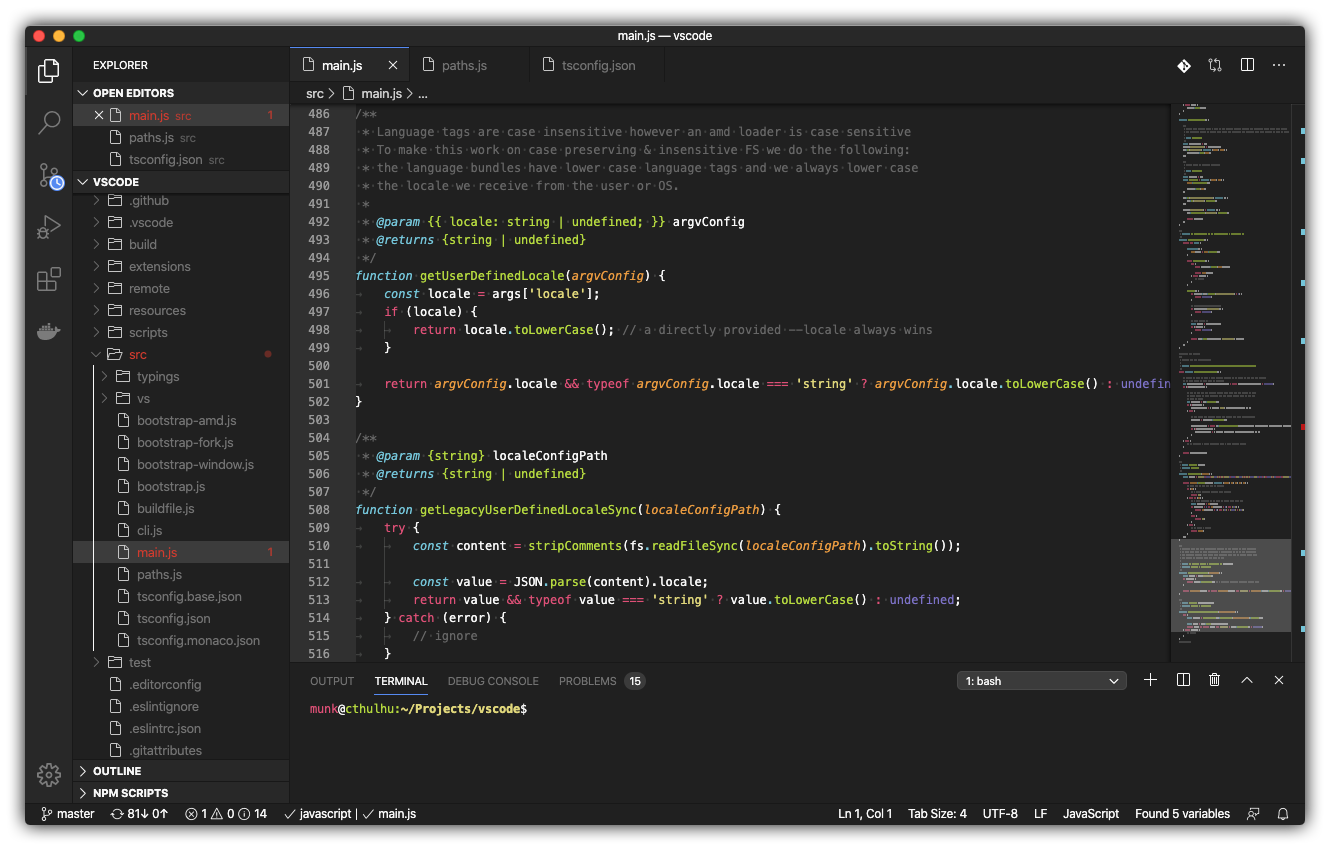 main.js — vscode
EXPLORER
OPEN EDITORS
main.js src 1
paths.js src
tsconfig.json src
VSCODE
.github
.vscode
build
extensions
remote
resources
scripts
src
typings
vs
bootstrap-amd.js
bootstrap-fork.js
bootstrap-window.js
bootstrap.js
buildfile.js
cli.js
main.js 1
paths.js
tsconfig.base.json
tsconfig.json
tsconfig.monaco.json
test
.editorconfig
.eslintignore
.eslintrc.json
.gitattributes
OUTLINE
NPM SCRIPTS
main.js paths.js tsconfig.json
src > main.js > ...
486 /**
487 * Language tags are case insensitive however an amd loader is case sensitive
488 * To make this work on case preserving & insensitive FS we do the following:
489 * the language bundles have lower case language tags and we always lower case
490 * the locale we receive from the user or OS.
491 *
492 * @param {{ locale: string | undefined; }} argvConfig
493 * @returns {string | undefined}
494 */
495 function getUserDefinedLocale(argvConfig) {
496 const locale = args['locale'];
497 if (locale) {
498 return locale.toLowerCase(); // a directly provided --locale always wins
499 }
500
501 return argvConfig.locale && typeof argvConfig.locale === 'string' ? argvConfig.locale.toLowerCase() : undefin
502 }
503
504 /**
505 * @param {string} localeConfigPath
506 * @returns {string | undefined}
507 */
508 function getLegacyUserDefinedLocaleSync(localeConfigPath) {
509 try {
510 const content = stripComments(fs.readFileSync(localeConfigPath).toString());
511
512 const value = JSON.parse(content).locale;
513 return value && typeof value === 'string' ? value.toLowerCase() : undefined;
514 } catch (error) {
515 // ignore
516 }
OUTPUT TERMINAL DEBUG CONSOLE PROBLEMS 15 1: bash
munk@cthulhu:~/Projects/vscode$
master 81↓ 0↑ 1 0 14 ✓ javascript | ✓ main.js Ln 1, Col 1 Tab Size: 4 UTF-8 LF JavaScript Found 5 variables